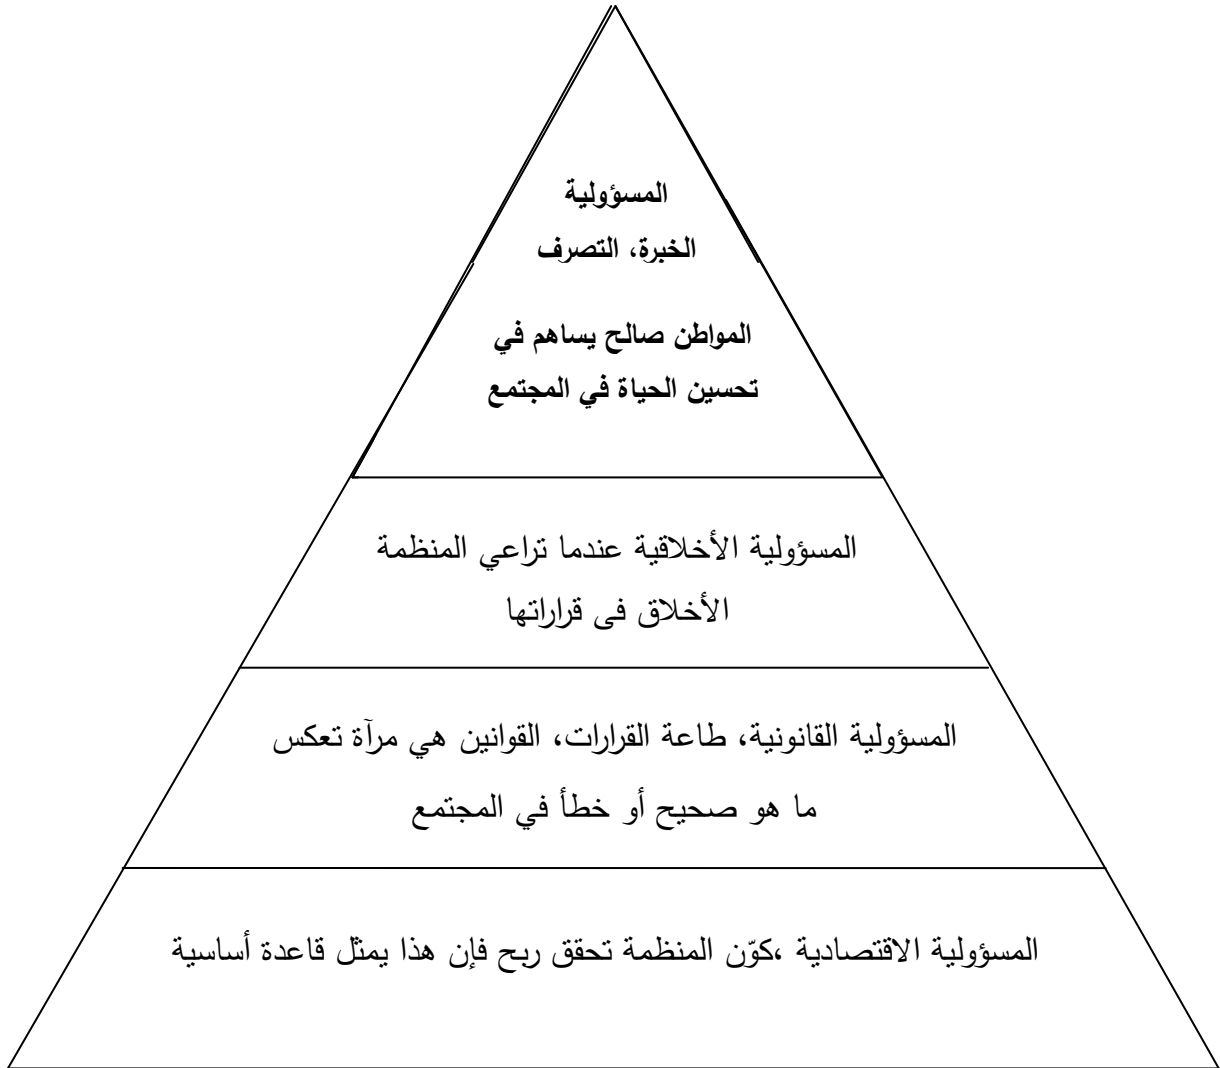 المسؤولية
الخبرة، التصرف
المواطن صالح يساهم في
تحسين الحياة في المجتمع
المسؤولية الأخلاقية عندما تراعي المنظمة
الأخلاق فى قراراتها
المسؤولية القانونية، طاعة القرارات، القوانين هي مرآة تعكس
ما هو صحيح أو خطأ في المجتمع
المسؤولية الاقتصادية ،كوّن المنظمة تحقق ربح فإن هذا يمثل قاعدة أساسية